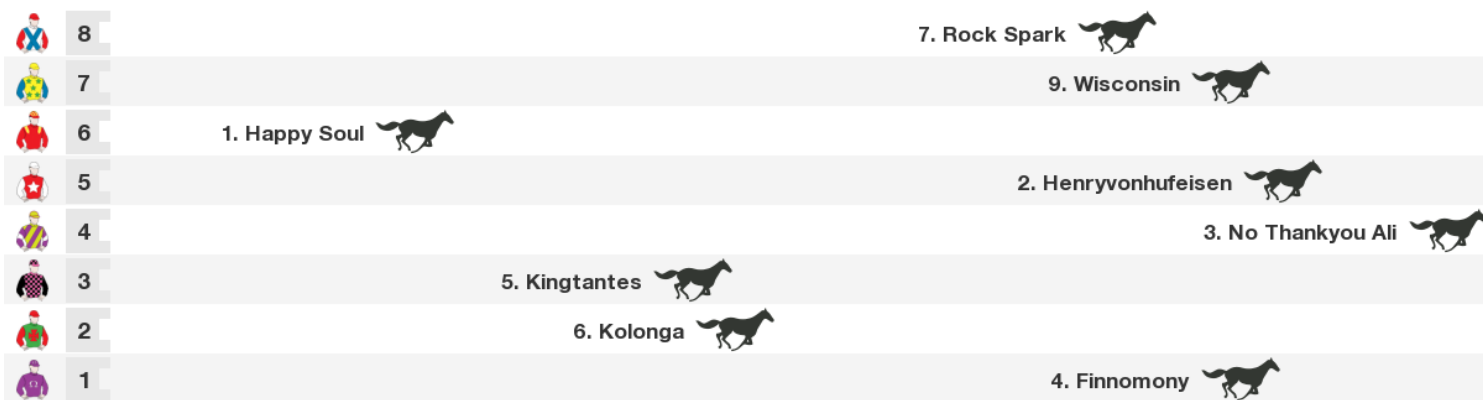 8 7. Rock Spark
7 9. Wisconsin
6 1. Happy Soul
5 2. Henryvonhufeisen
4 3. No Thankyou Ali
3 5. Kingtantes
2 6. Kolonga
1 4. Finnomony